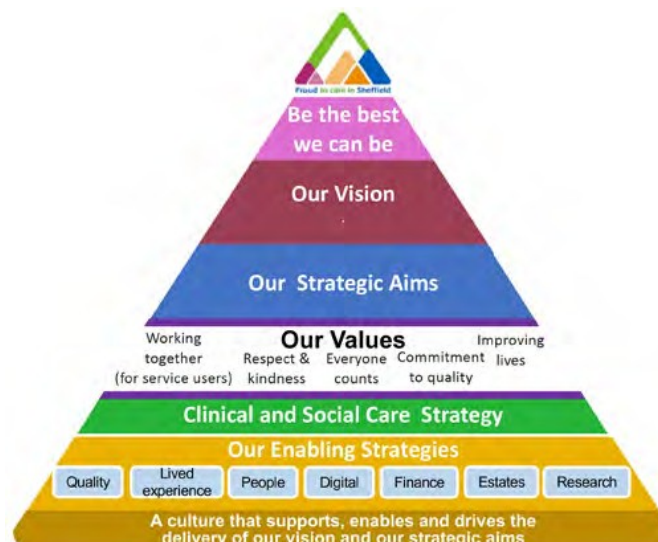 Proud to care in Sheffield
Be the best
we can be
Our Vision
Our Strategic Aims
Our Values
Working
together
(for service users)
Respect &
kindness
Everyone
counts
Commitment
to quality
Improving
lives
Clinical and Social Care Strategy
Our Enabling Strategies
Quality
Lived
experience
People
Digital
Finance
Estates
Research
A culture that supports, enables and drives the
delivery of our vision and our strategic aims